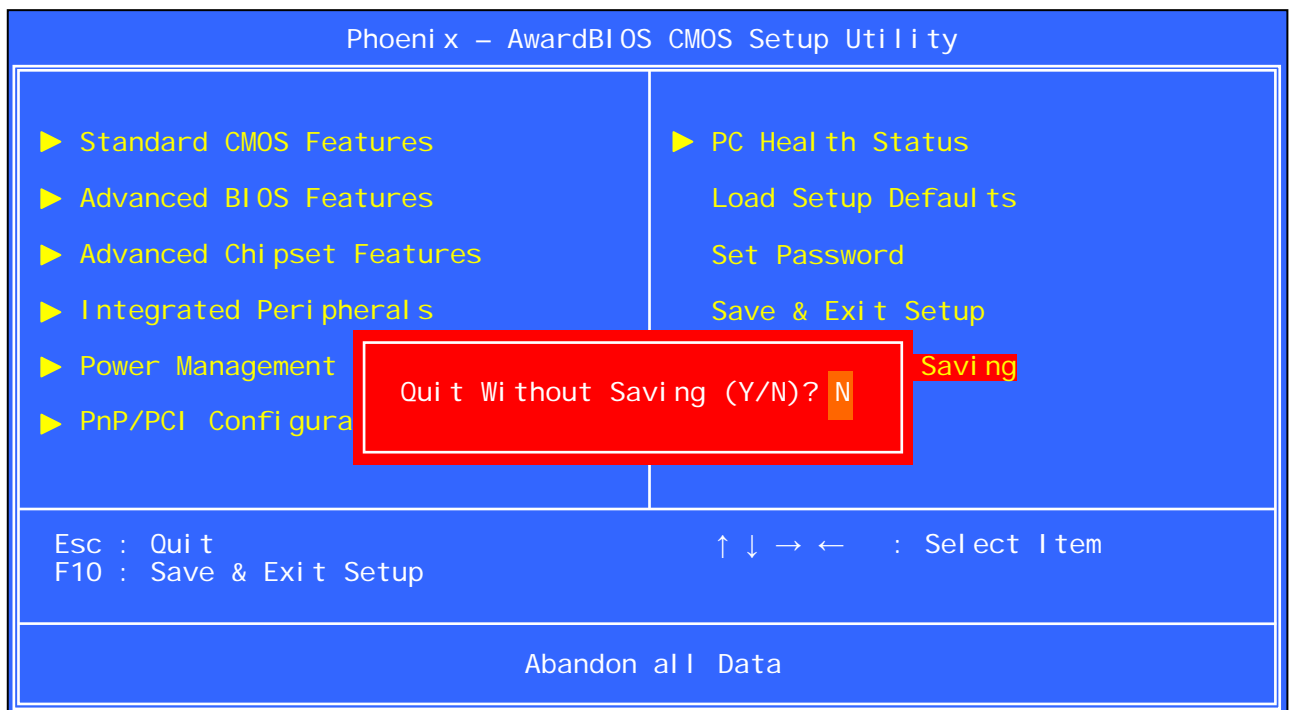 Phoenix – AwardBIOS CMOS Setup Utility
► Standard CMOS Features
► Advanced BIOS Features
► Advanced Chipset Features
► Integrated Peripherals
► Power Management
► PnP/PCI Configura
► PC Health Status
Load Setup Defaults
Set Password
Save & Exit Setup
Saving
Quit Without Saving (Y/N)? N
Esc : Quit
F10 : Save & Exit Setup
↑ ↓ → ← : Select Item
Abandon all Data